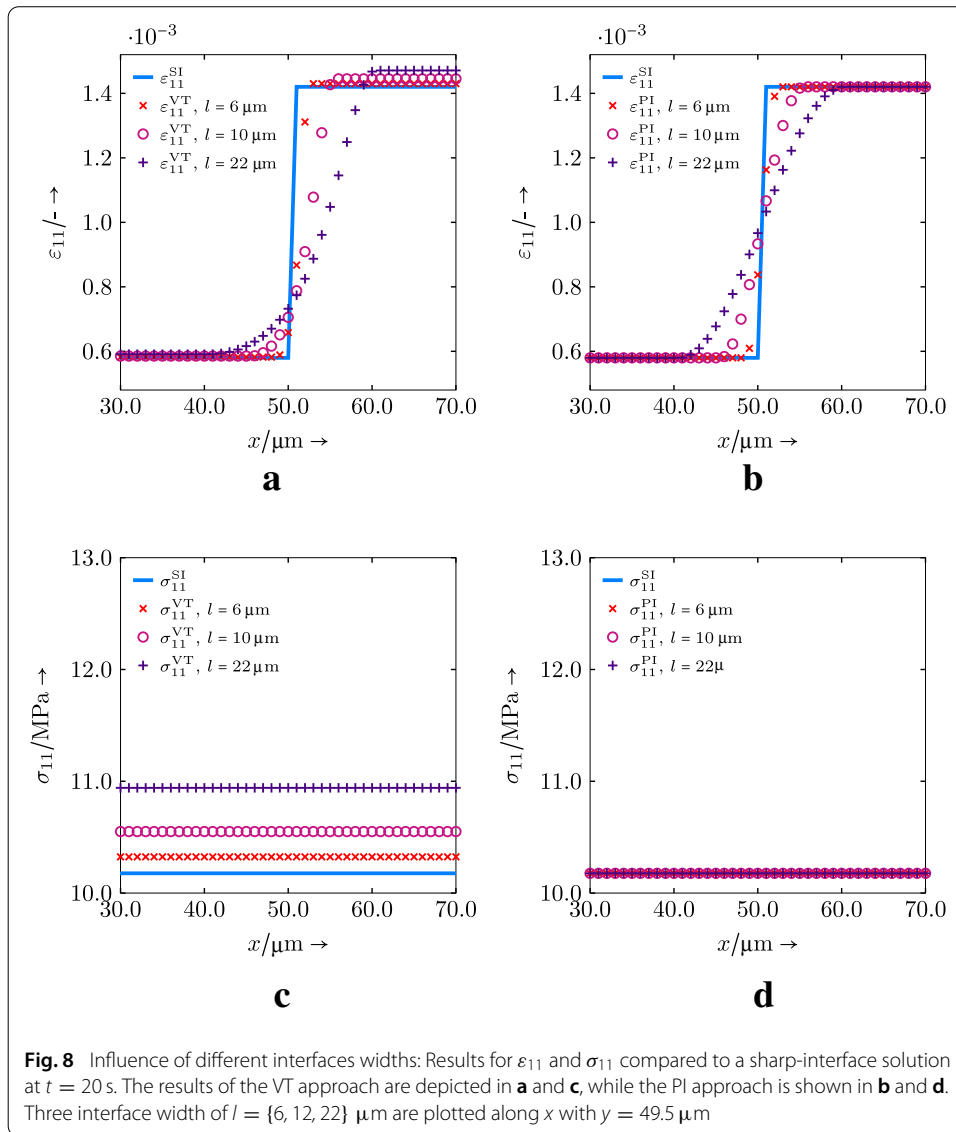 ·10⁻³
1.4
1.2
1.0
0.8
0.6
ε₁₁/- →
ε₁₁^SI
ε₁₁^VT, l = 6 µm
ε₁₁^VT, l = 10 µm
ε₁₁^VT, l = 22 µm
30.0 40.0 50.0 60.0 70.0
x/µm →
a
·10⁻³
1.4
1.2
1.0
0.8
0.6
ε₁₁/- →
ε₁₁^SI
ε₁₁^PI, l = 6 µm
ε₁₁^PI, l = 10 µm
ε₁₁^PI, l = 22 µm
30.0 40.0 50.0 60.0 70.0
x/µm →
b
13.0
12.0
11.0
10.0
σ₁₁/MPa →
σ₁₁^SI
σ₁₁^VT, l = 6 µm
σ₁₁^VT, l = 10 µm
σ₁₁^VT, l = 22 µm
30.0 40.0 50.0 60.0 70.0
x/µm →
c
13.0
12.0
11.0
10.0
σ₁₁/MPa →
σ₁₁^SI
σ₁₁^PI, l = 6 µm
σ₁₁^PI, l = 10 µm
σ₁₁^PI, l = 22µ
30.0 40.0 50.0 60.0 70.0
x/µm →
d
Fig. 8 Influence of different interfaces widths: Results for ε₁₁ and σ₁₁ compared to a sharp-interface solution
at t = 20 s. The results of the VT approach are depicted in a and c, while the PI approach is shown in b and d.
Three interface width of l = {6, 12, 22} µm are plotted along x with y = 49.5 µm